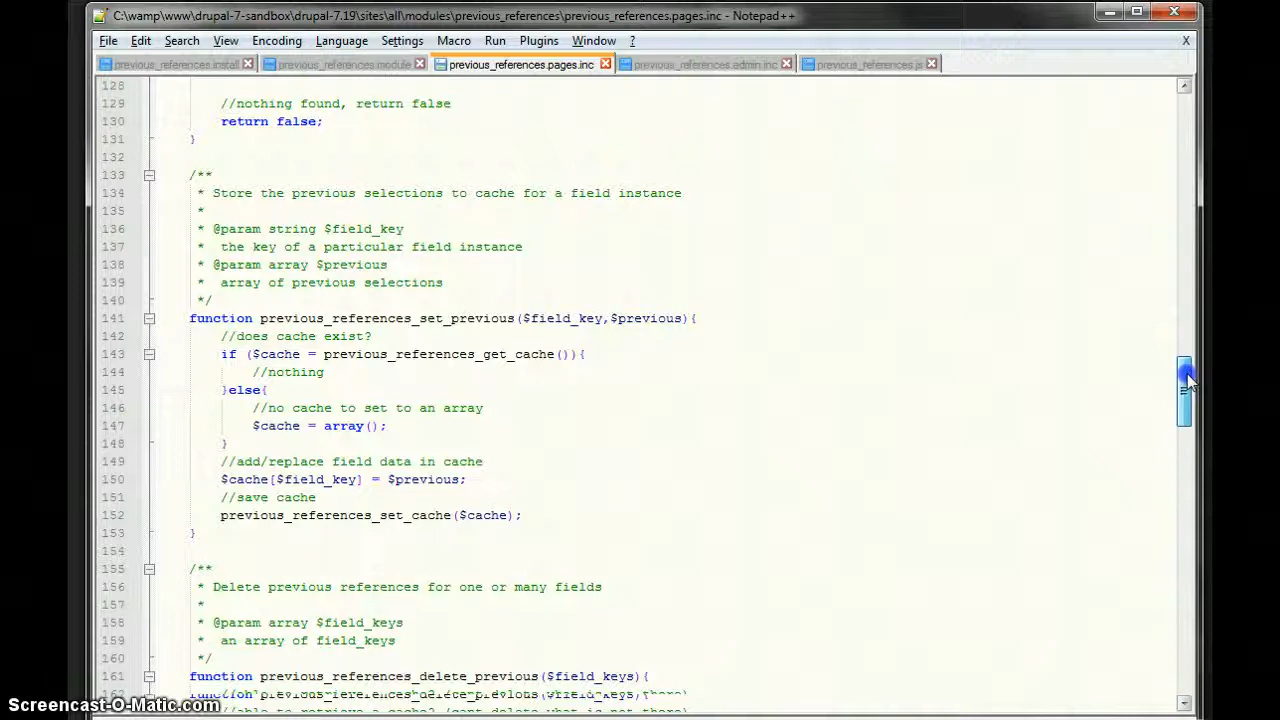 C:\wamp\www\drupal-7-sandbox\drupal-7.19\sites\all\modules\previous_references\previous_references.pages.inc - Notepad++
File Edit Search View Encoding Language Settings Macro Run Plugins Window ? X
previous_references.install previous_references.module previous_references.pages.inc previous_references.admin.inc previous_references.js
128
129 //nothing found, return false
130 return false;
131 }
132
133 /**
134 * Store the previous selections to cache for a field instance
135 *
136 * @param string $field_key
137 * the key of a particular field instance
138 * @param array $previous
139 * array of previous selections
140 */
141 function previous_references_set_previous($field_key,$previous){
142 //does cache exist?
143 if ($cache = previous_references_get_cache()){
144 //nothing
145 }else{
146 //no cache to set to an array
147 $cache = array();
148 }
149 //add/replace field data in cache
150 $cache[$field_key] = $previous;
151 //save cache
152 previous_references_set_cache($cache);
153 }
154
155 /**
156 * Delete previous references for one or many fields
157 *
158 * @param array $field_keys
159 * an array of field_keys
160 */
161 function previous_references_delete_previous($field_keys){
162
Screencast-O-Matic.com